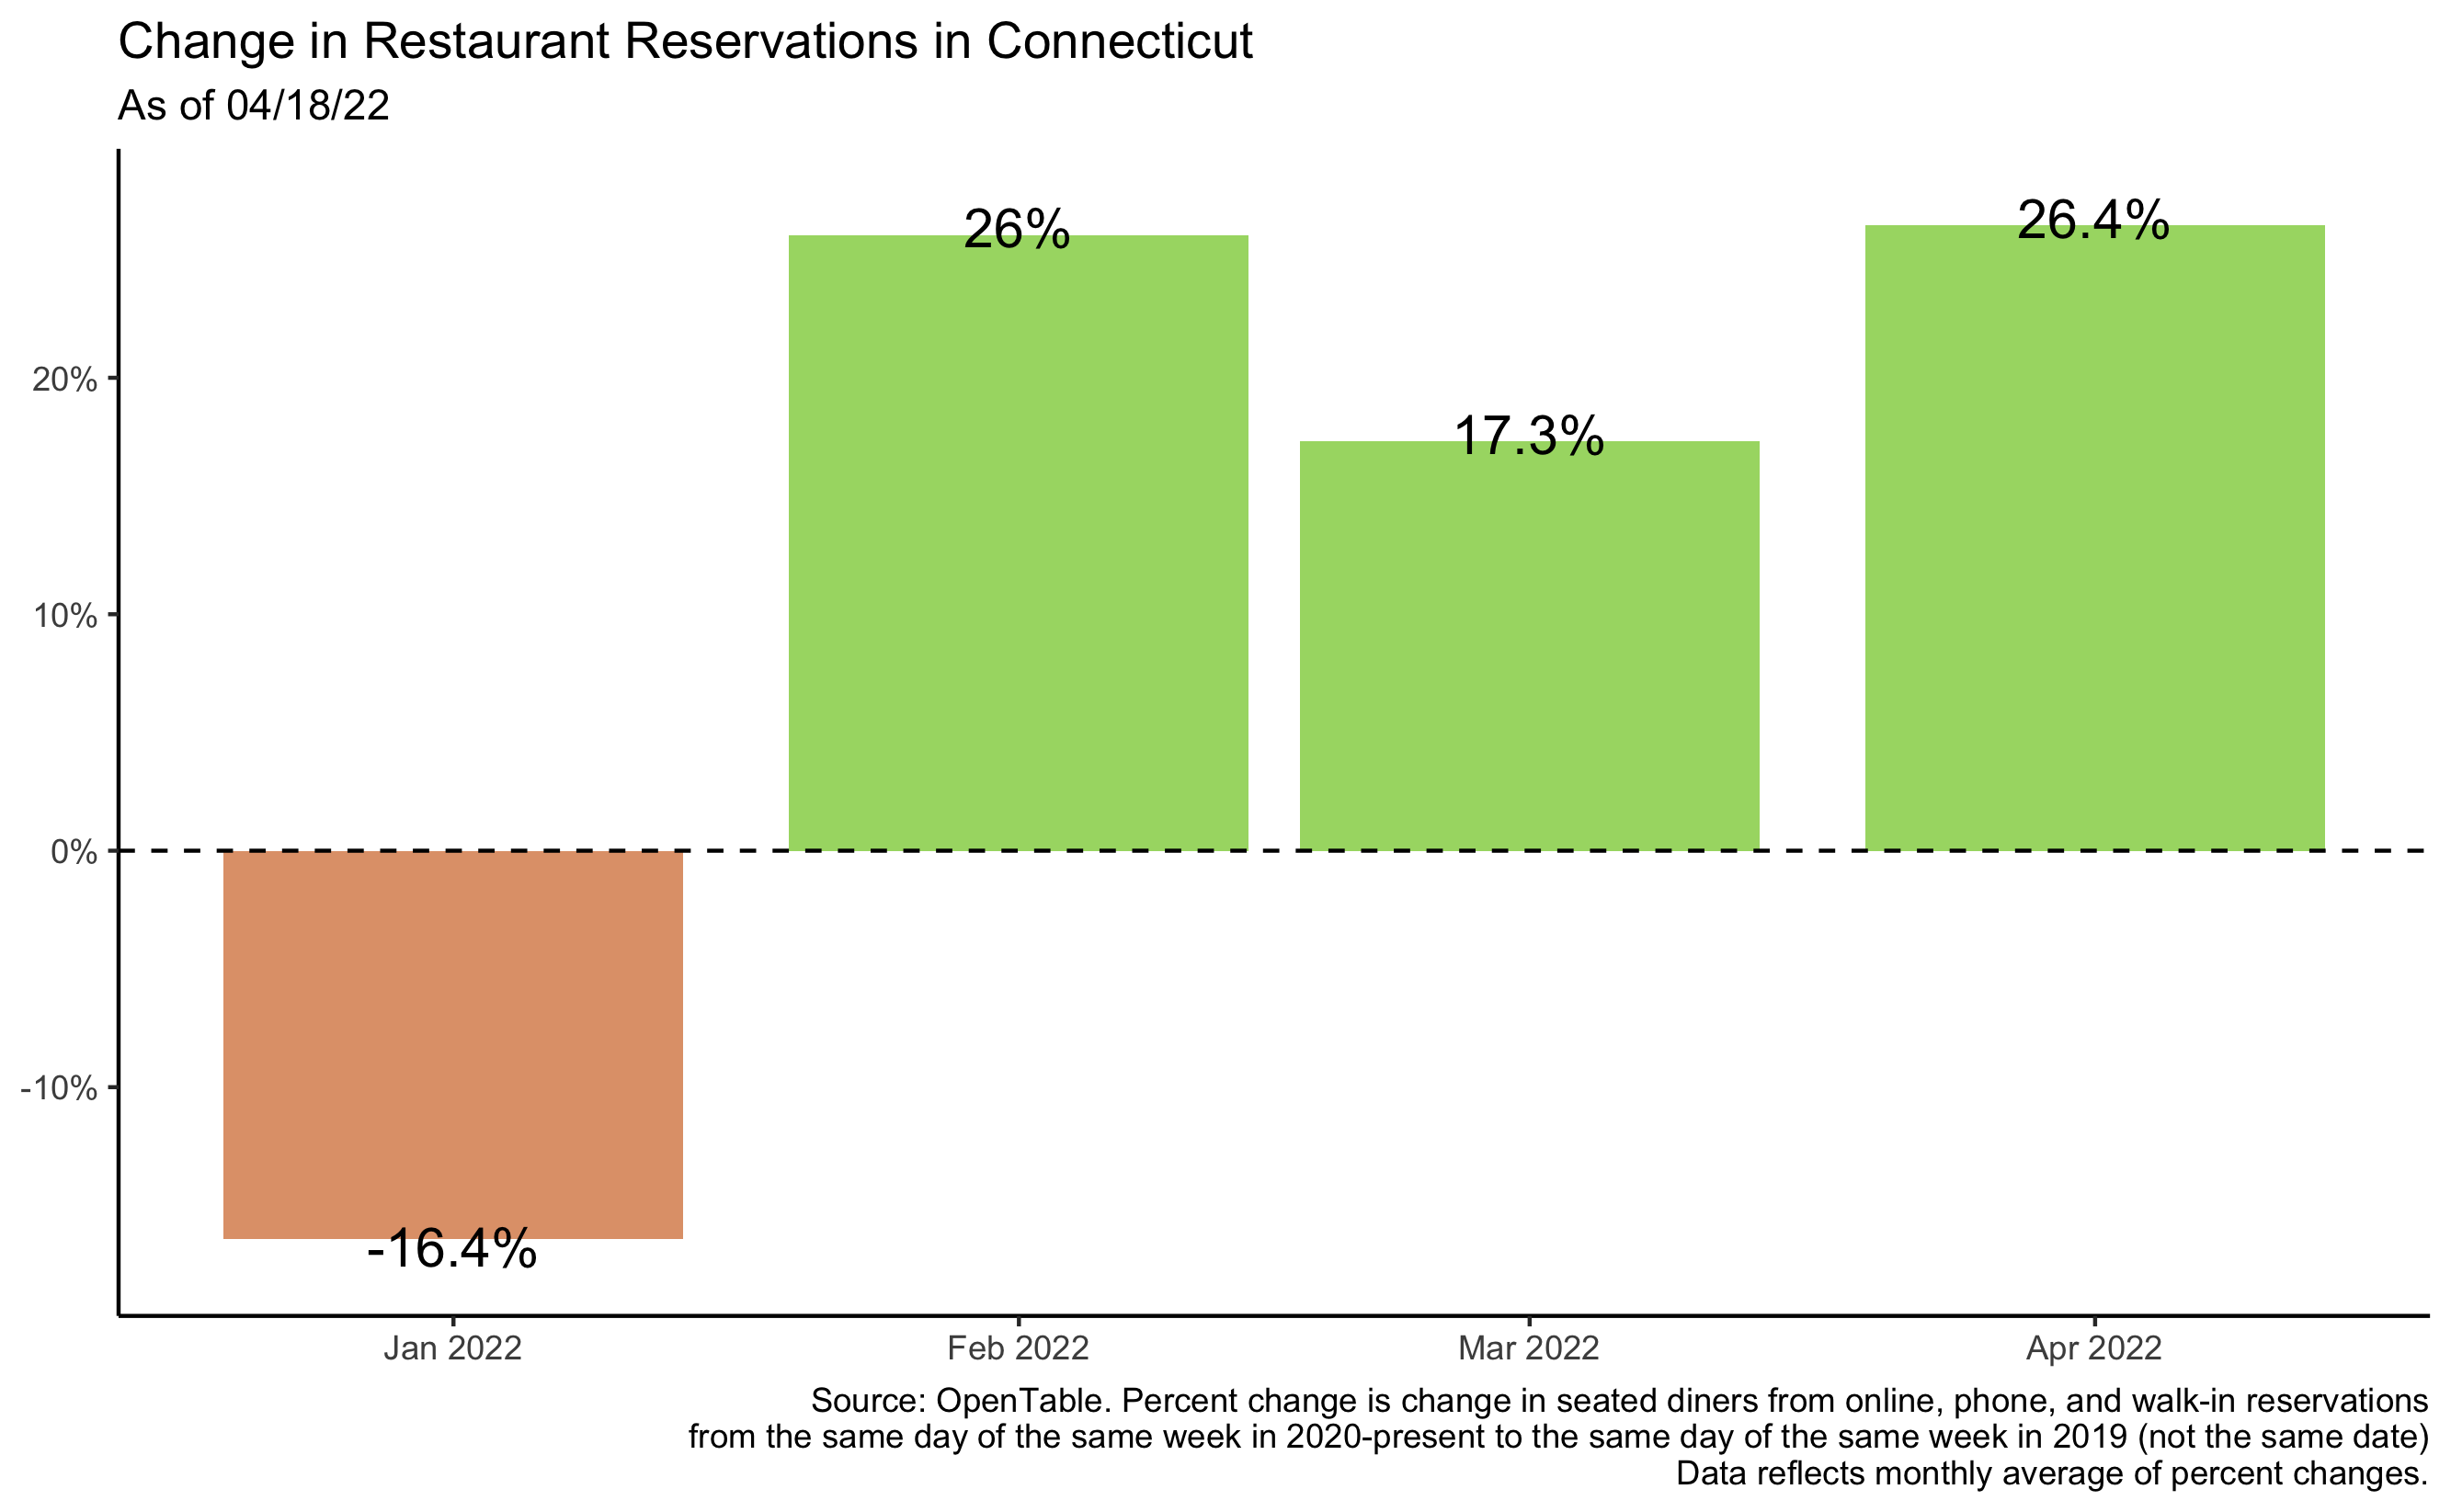 Change in Restaurant Reservations in Connecticut
As of 04/18/22
26%
26.4%
20%
17.3%
10%
0%
-10%
-16.4%
Jan 2022
Feb 2022
Mar 2022
Apr 2022
Source: OpenTable. Percent change is change in seated diners from online, phone, and walk-in reservations
from the same day of the same week in 2020-present to the same day of the same week in 2019 (not the same date)
Data reflects monthly average of percent changes.